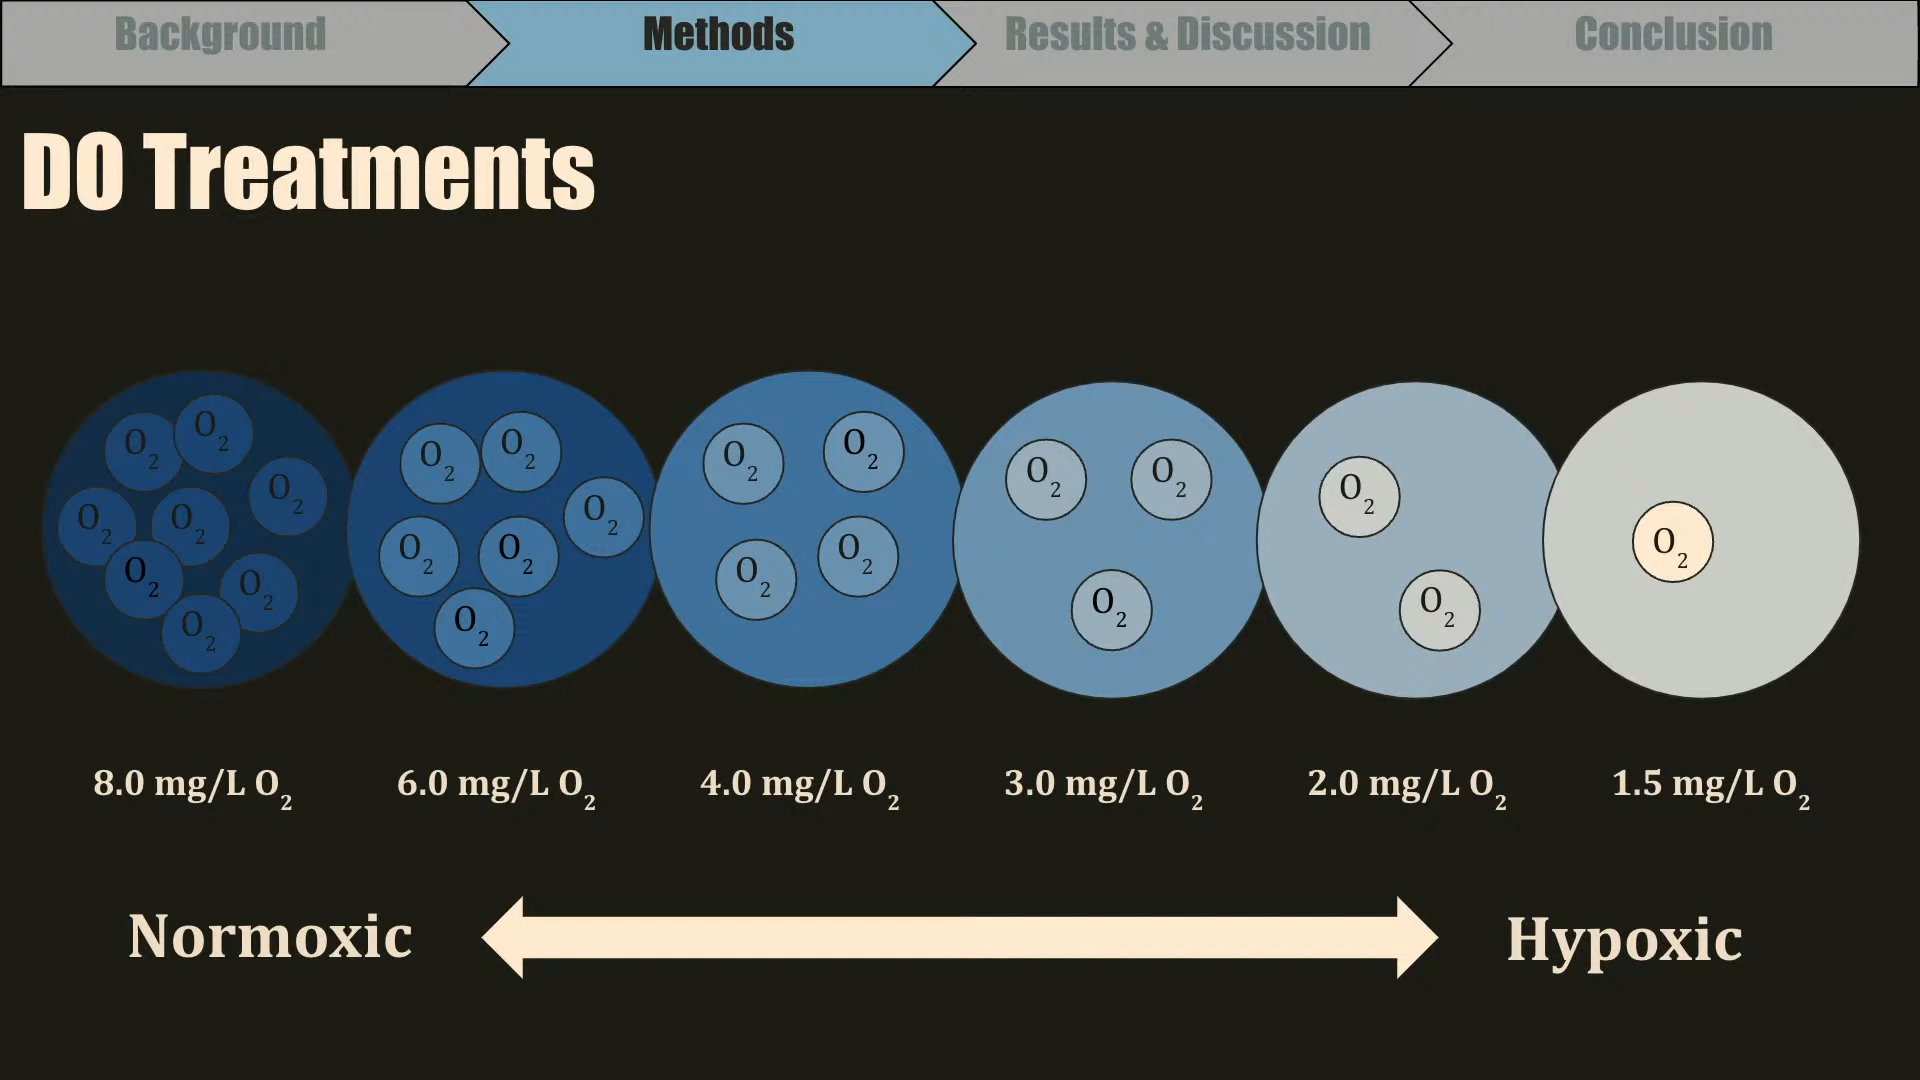 Background
Methods
Results & Discussion
Conclusion
DO Treatments
O₂ O₂ O₂ O₂ O₂ O₂ O₂ O₂
O₂ O₂ O₂ O₂ O₂ O₂
O₂ O₂ O₂ O₂
O₂ O₂ O₂
O₂ O₂
O₂
8.0 mg/L O₂
6.0 mg/L O₂
4.0 mg/L O₂
3.0 mg/L O₂
2.0 mg/L O₂
1.5 mg/L O₂
Normoxic
Hypoxic